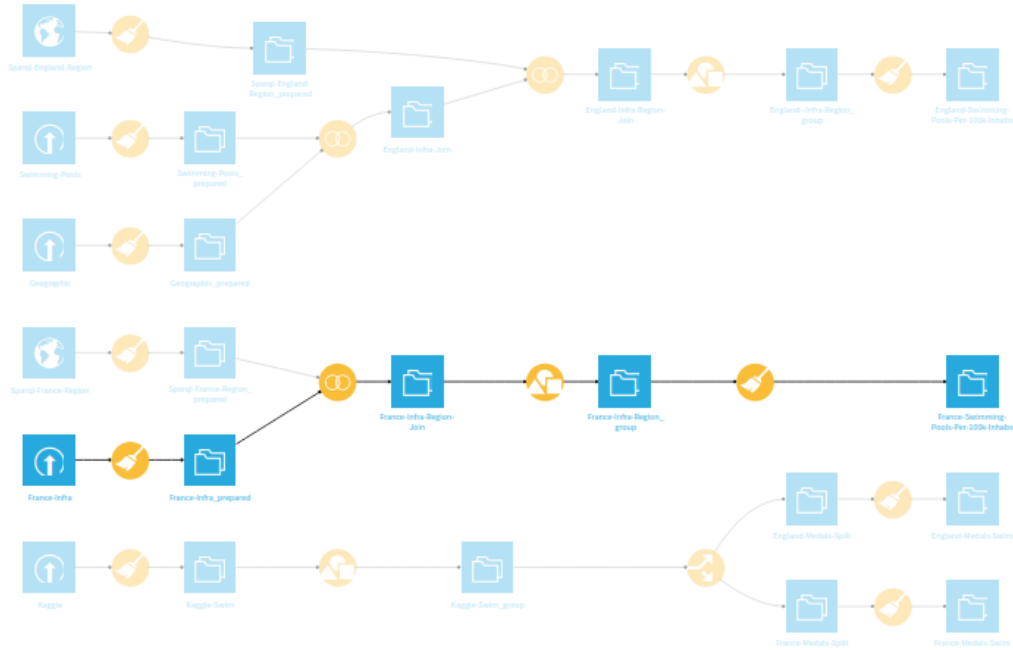 Sparql-England-Region
Sparql-England-
Region_prepared
England-Infra-Region-
Join
England--Infra-Region_
group
England-Swimming-
Pools-Per-100k-Inhabs
Swimming-Pools
Swimming-Pools_
prepared
England-Infra-Join
Geographic
Geographic_prepared
Sparql-France-Region
Sparql-France-Region_
prepared
France-Infra-Region-
Join
France-Infra-Region_
group
France-Swimming-
Pools-Per-100k-Inhabs
France-Infra
France-Infra_prepared
England-Medals-Split
England-Medals-Swim
Kaggle
Kaggle-Swim
Kaggle-Swim_group
France-Medals-Split
France-Medals-Swim